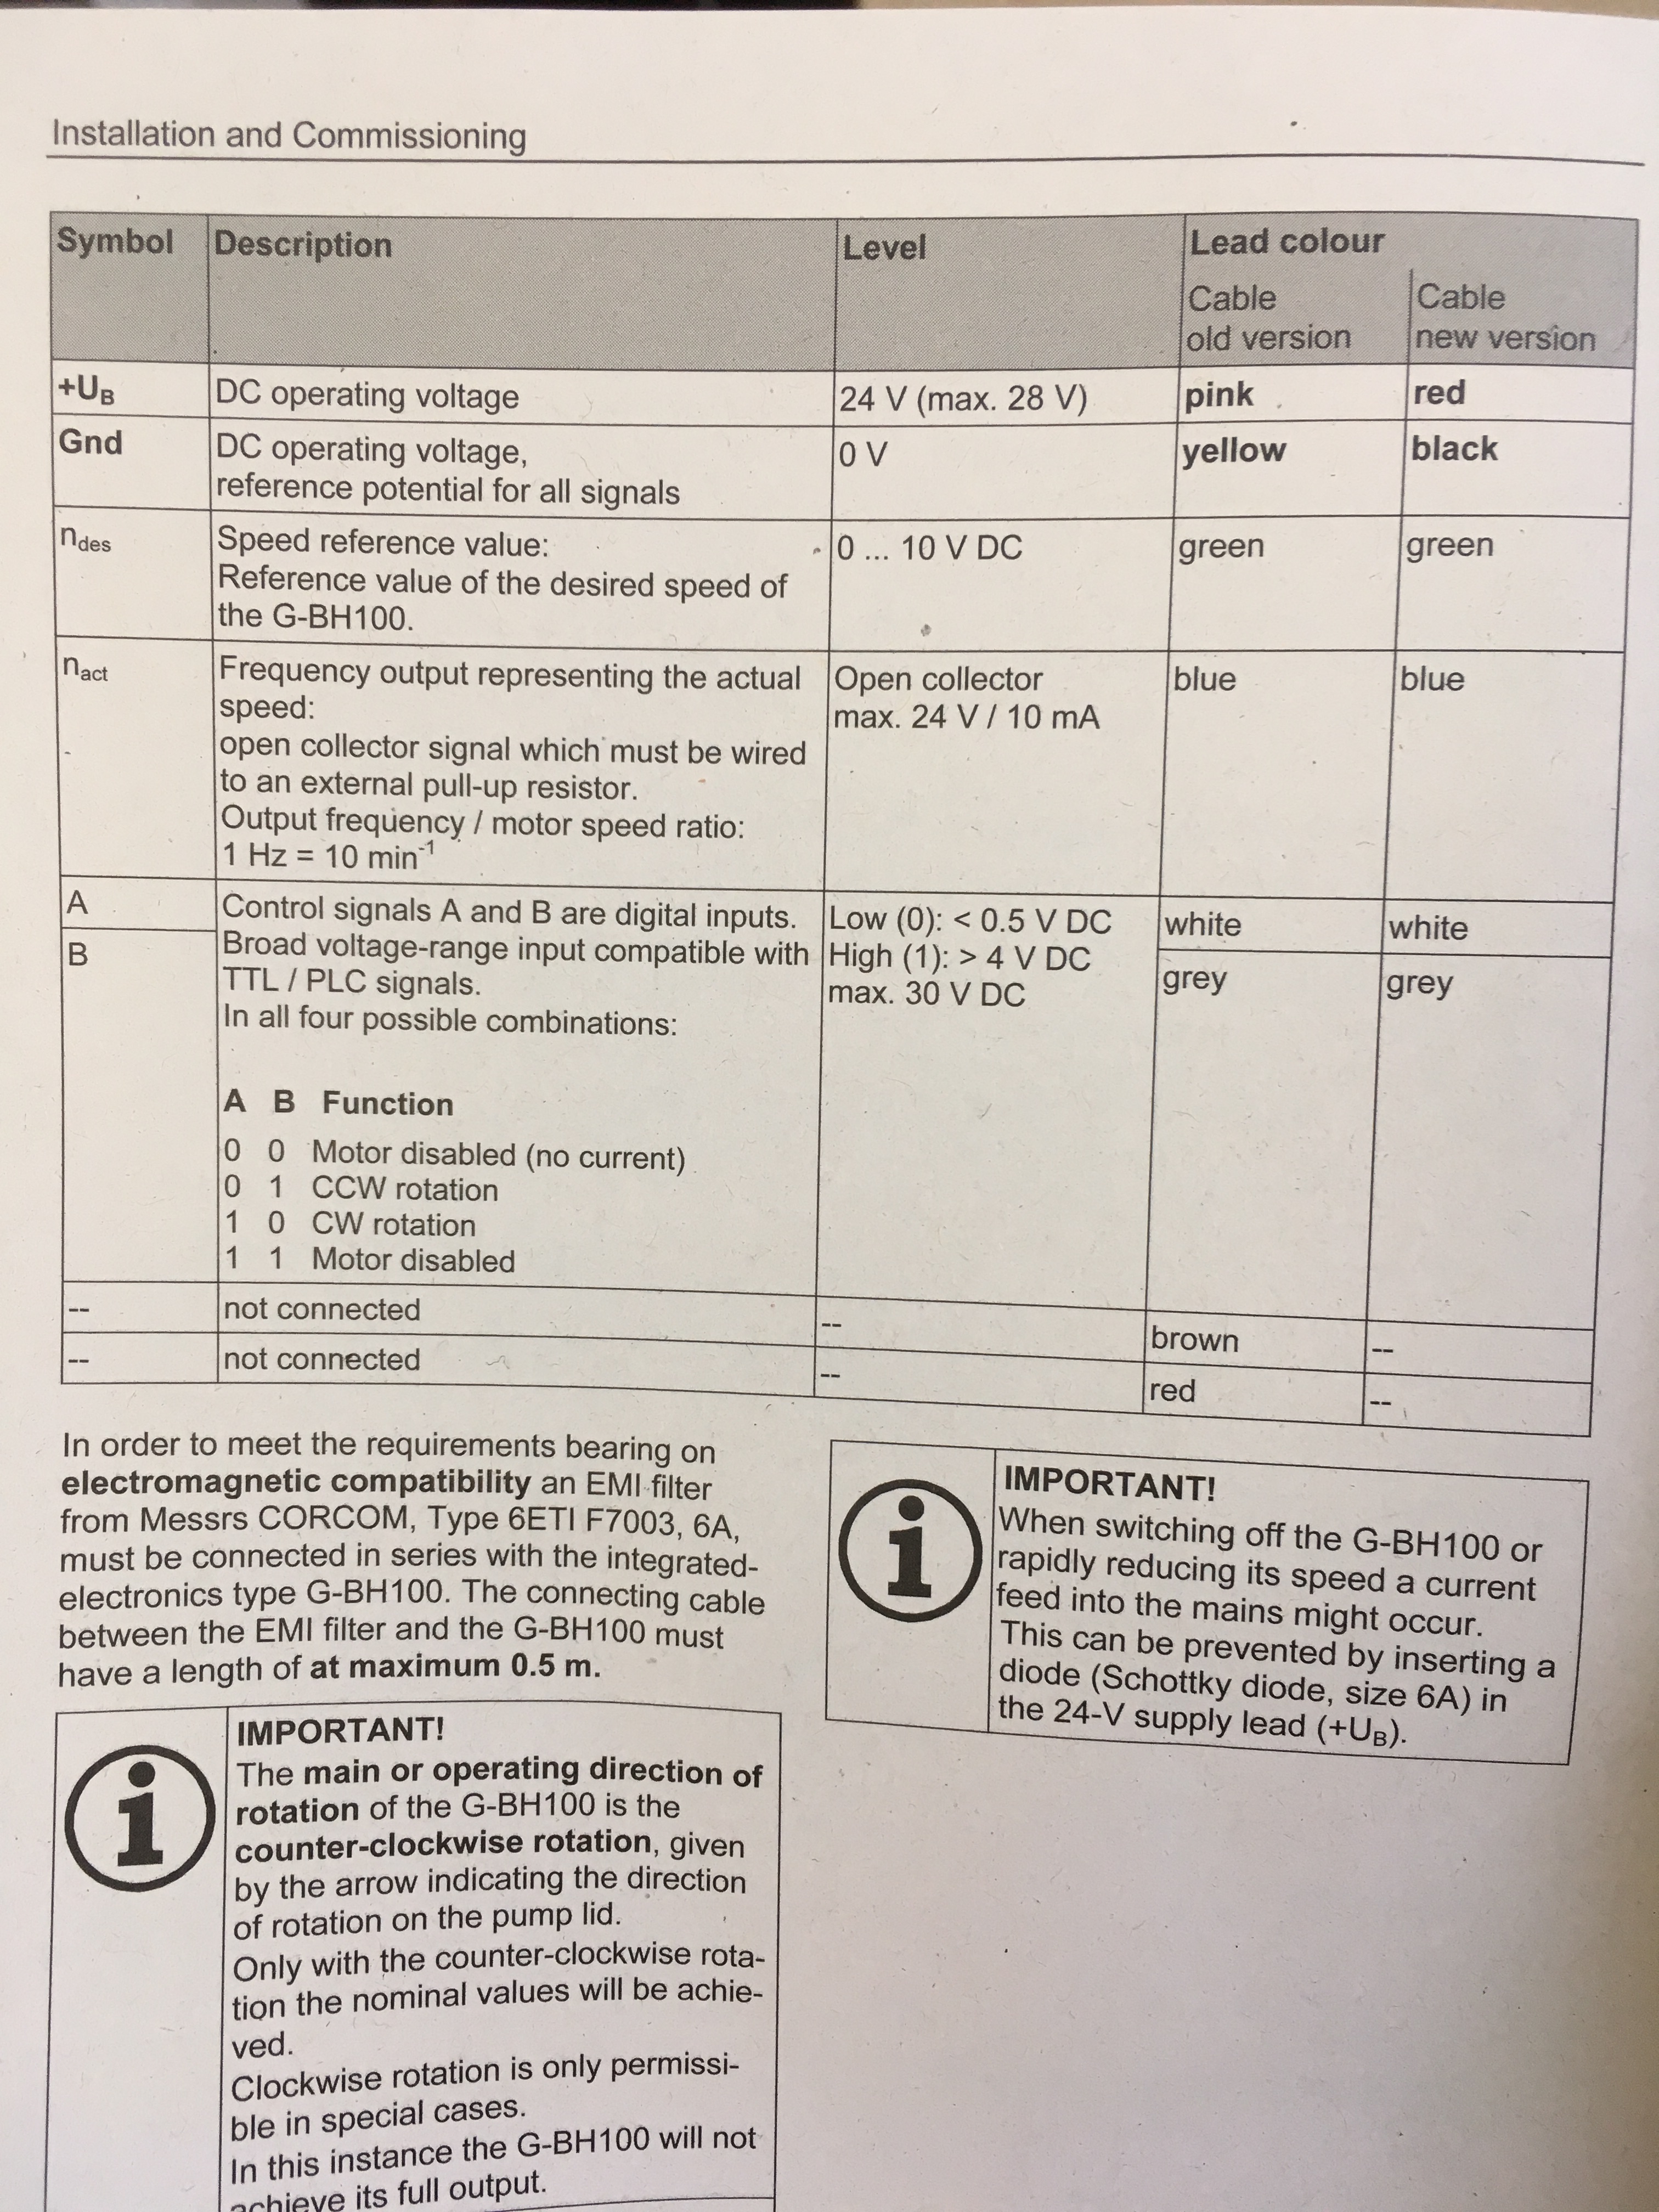 Installation and Commissioning
Symbol Description Level Lead colour
Cable Cable
old version new version
+UB DC operating voltage 24 V (max. 28 V) pink red
Gnd DC operating voltage, 0 V yellow black
reference potential for all signals
ndes Speed reference value: 0 ... 10 V DC green green
Reference value of the desired speed of
the G-BH100.
nact Frequency output representing the actual Open collector blue blue
speed: max. 24 V / 10 mA
open collector signal which must be wired
to an external pull-up resistor.
Output frequency / motor speed ratio:
1 Hz = 10 min-1
A Control signals A and B are digital inputs. Low (0): < 0.5 V DC white white
B Broad voltage-range input compatible with High (1): > 4 V DC grey grey
TTL / PLC signals. max. 30 V DC
In all four possible combinations:
A B Function
0 0 Motor disabled (no current)
0 1 CCW rotation
1 0 CW rotation
1 1 Motor disabled
-- not connected -- brown --
-- not connected -- red --
In order to meet the requirements bearing on
electromagnetic compatibility an EMI filter
from Messrs CORCOM, Type 6ETI F7003, 6A,
must be connected in series with the integrated-
electronics type G-BH100. The connecting cable
between the EMI filter and the G-BH100 must
have a length of at maximum 0.5 m.
IMPORTANT!
The main or operating direction of
rotation of the G-BH100 is the
counter-clockwise rotation, given
by the arrow indicating the direction
of rotation on the pump lid.
Only with the counter-clockwise rota-
tion the nominal values will be achie-
ved.
Clockwise rotation is only permissi-
ble in special cases.
In this instance the G-BH100 will not
achieve its full output.
IMPORTANT!
When switching off the G-BH100 or
rapidly reducing its speed a current
feed into the mains might occur.
This can be prevented by inserting a
diode (Schottky diode, size 6A) in
the 24-V supply lead (+UB).